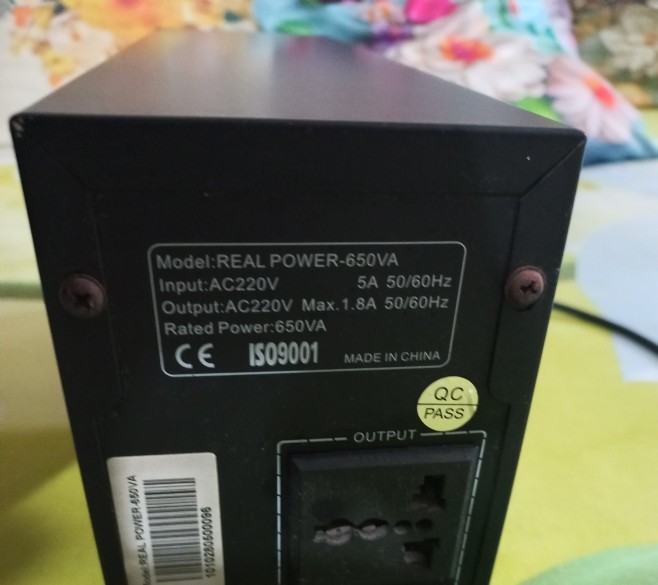 Model:REAL POWER-650VA
Input:AC220V 5A 50/60Hz
Output:AC220V Max.1.8A 50/60Hz
Rated Power:650VA
CE ISO9001 MADE IN CHINA
QC
PASS
OUTPUT
Model:REAL POWER-650VA
1010280500096